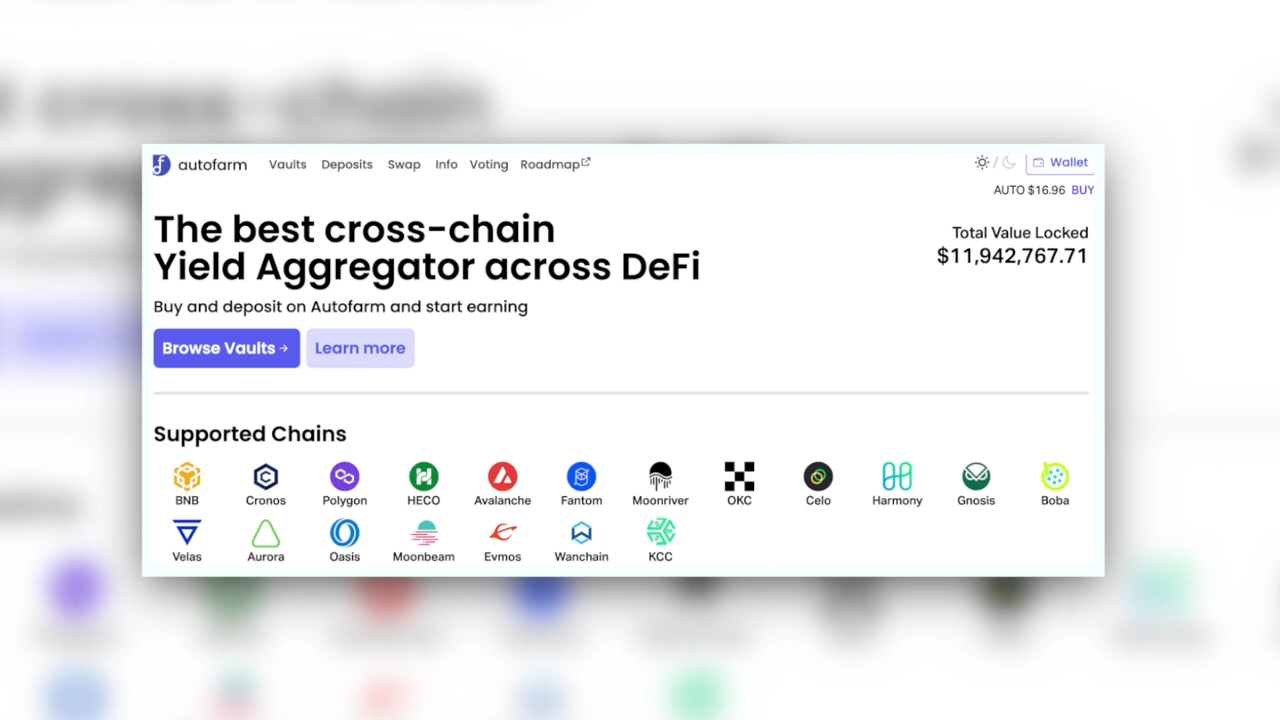 autofarm Vaults Deposits Swap Info Voting Roadmap / Wallet
AUTO $16.96 BUY
The best cross-chain
Yield Aggregator across DeFi
Total Value Locked
$11,942,767.71
Buy and deposit on Autofarm and start earning
Browse Vaults → Learn more
Supported Chains
BNB Cronos Polygon HECO Avalanche Fantom Moonriver OKC Celo Harmony Gnosis Boba
Velas Aurora Oasis Moonbeam Evmos Wanchain KCC